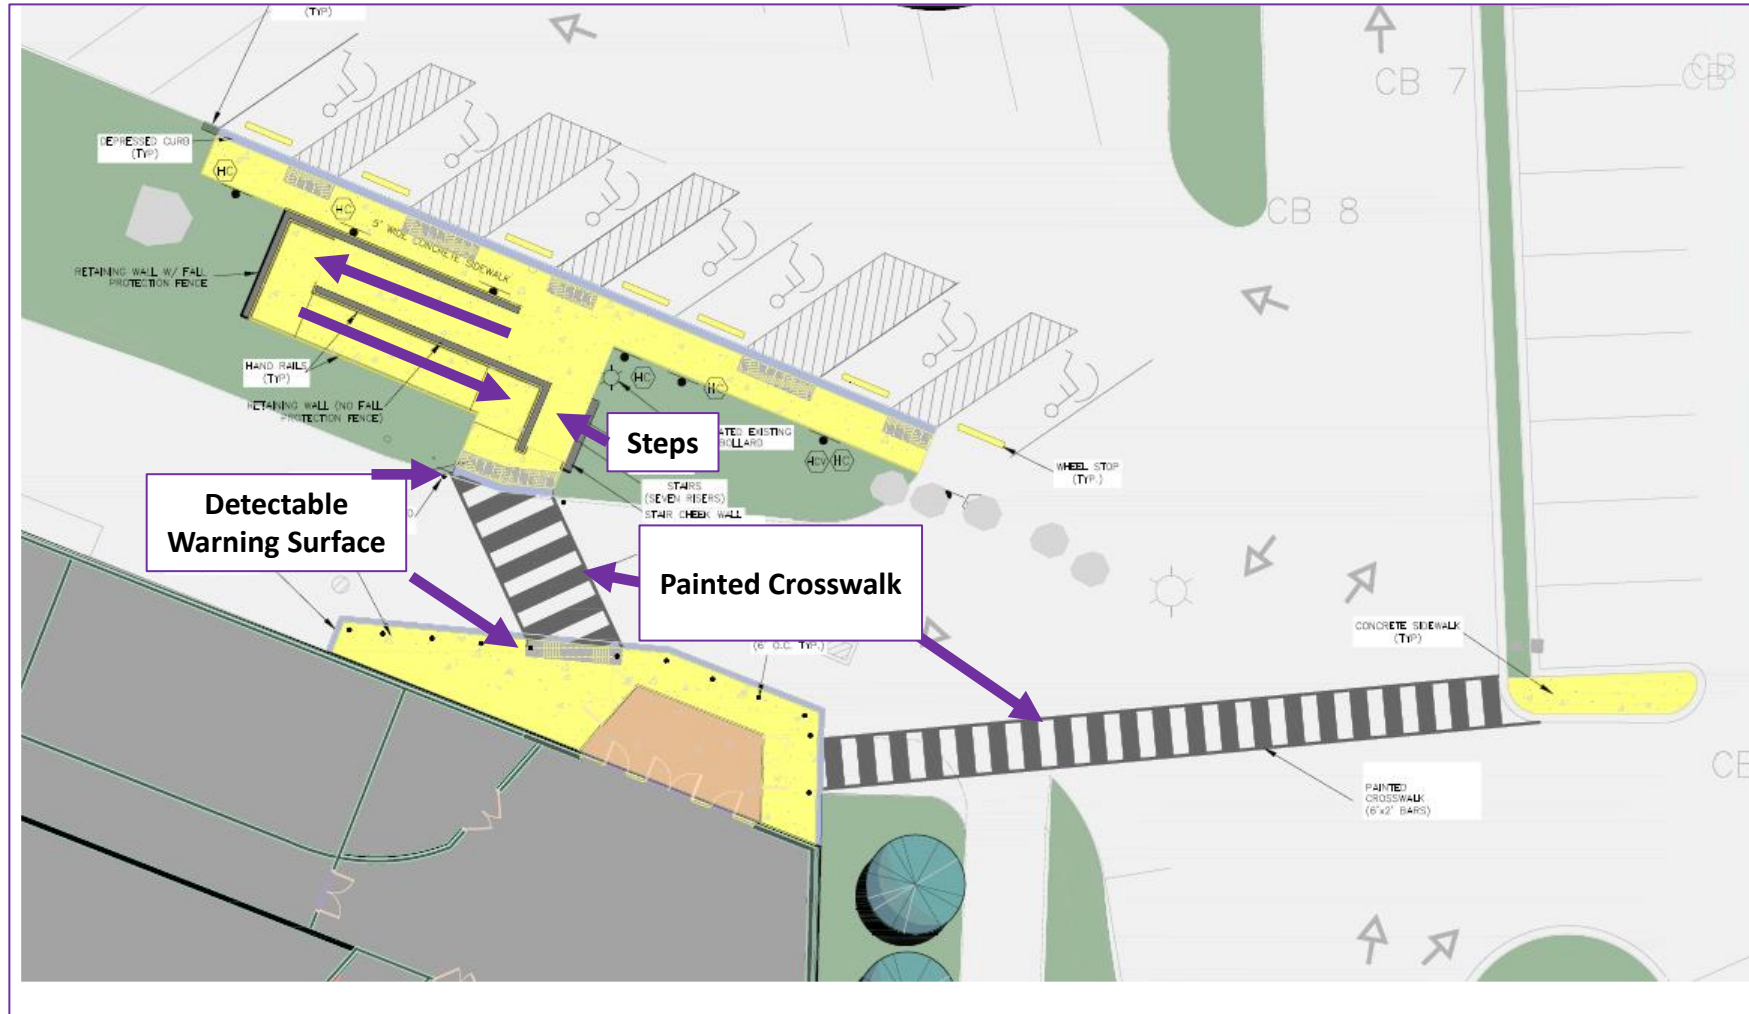 (TYP)
CB 7
CB
CB
DEPRESSED CURB
(TYP)
HC
HC
5' WIDE CONCRETE SIDEWALK
CB 8
RETAINING WALL W/ FALL
PROTECTION FENCE
HAND RAILS
(TYP)
RETAINING WALL (NO FALL
PROTECTION FENCE)
HC
HC
Steps
ATED EXISTING
BOLLARD
HCV
HC
WHEEL STOP
(TYP.)
STAIRS
(SEVEN RISERS)
STAIR CHEEK WALL
Detectable
Warning Surface
Painted Crosswalk
(6' O.C. TYP.)
CONCRETE SIDEWALK
(TYP)
PAINTED
CROSSWALK
(6'x2' BARS)
CB